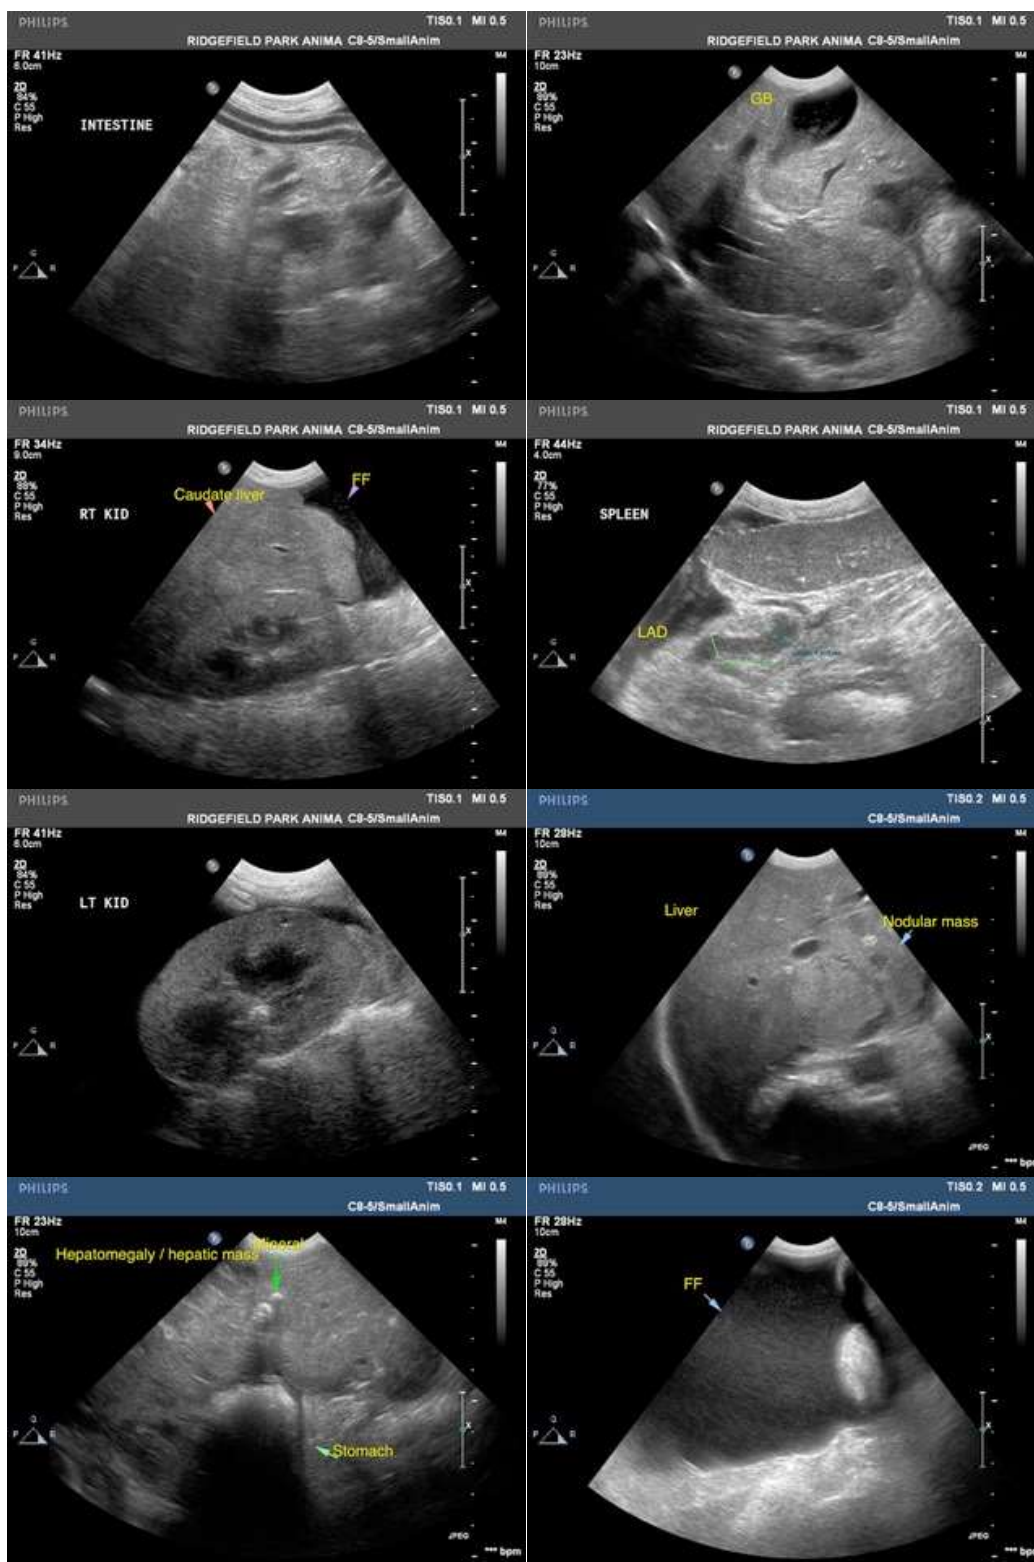 PHILIPS TIS0.1 MI 0.5
RIDGEFIELD PARK ANIMA C8-5/SmallAnim
FR 41Hz M4
6.0cm
2D
84%
C 55
P High
Res
INTESTINE
X
G
P R
PHILIPS TIS0.1 MI 0.5
RIDGEFIELD PARK ANIMA C8-5/SmallAnim
FR 23Hz M4
10cm
2D
89%
C 55
P High
Res
GB
X
G
P R
PHILIPS TIS0.1 MI 0.5
RIDGEFIELD PARK ANIMA C8-5/SmallAnim
FR 34Hz M4
9.0cm
2D
88%
C 55
P High
Res
Caudate liver
FF
RT KID
X
G
P R
PHILIPS TIS0.1 MI 0.5
RIDGEFIELD PARK ANIMA C8-5/SmallAnim
FR 44Hz M4
4.0cm
2D
77%
C 55
P High
Res
SPLEEN
LAD
X
G
P R
PHILIPS TIS0.1 MI 0.5
RIDGEFIELD PARK ANIMA C8-5/SmallAnim
FR 41Hz M4
6.0cm
2D
84%
C 55
P High
Res
LT KID
X
G
P R
PHILIPS TIS0.2 MI 0.5
C8-5/SmallAnim
FR 28Hz M4
10cm
2D
89%
C 55
P High
Res
Liver
Nodular mass
X
G
P R
JPEG
*** bpm
PHILIPS TIS0.1 MI 0.5
C8-5/SmallAnim
FR 23Hz M4
10cm
2D
89%
C 55
P High
Res
Mineral
Hepatomegaly / hepatic mass
X
G
P R
Stomach
JPEG
*** bpm
PHILIPS TIS0.2 MI 0.5
C8-5/SmallAnim
FR 28Hz M4
10cm
2D
89%
C 55
P High
Res
FF
X
G
P R
JPEG
*** bpm